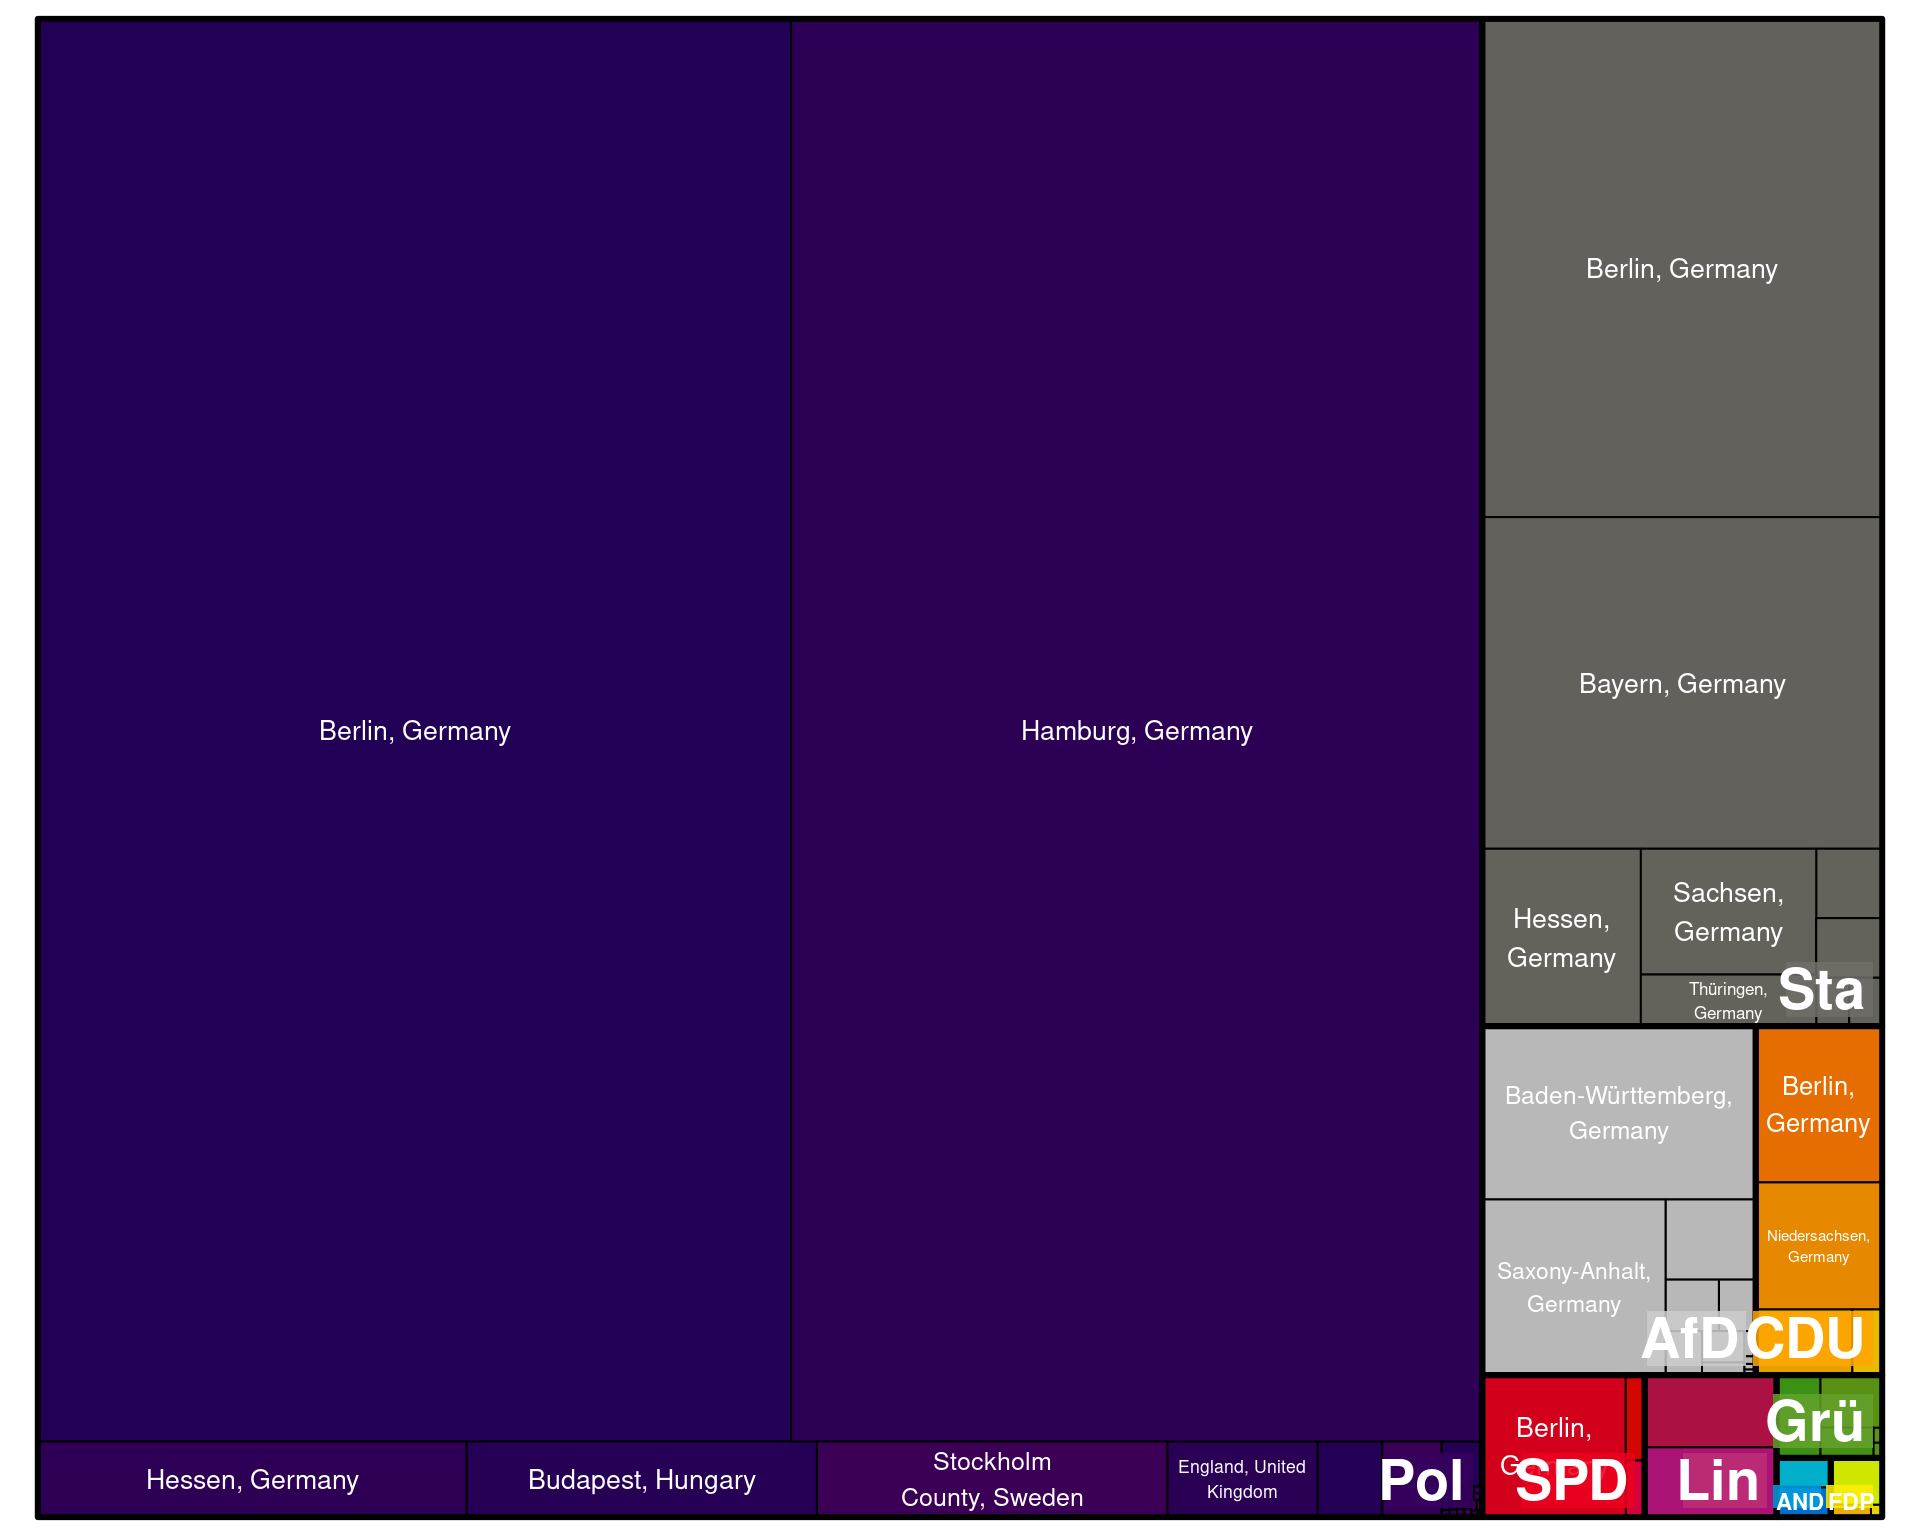 Berlin, Germany
Hamburg, Germany
Hessen, Germany
Budapest, Hungary
Stockholm
County, Sweden
England, United
Kingdom
Pol
Berlin, Germany
Bayern, Germany
Hessen,
Germany
Sachsen,
Germany
Thüringen,
Germany
Sta
Baden-Württemberg,
Germany
Saxony-Anhalt,
Germany
AfD
Berlin,
Germany
Niedersachsen,
Germany
CDU
Berlin,
Germany
SPD
Lin
Grü
AND
FDP